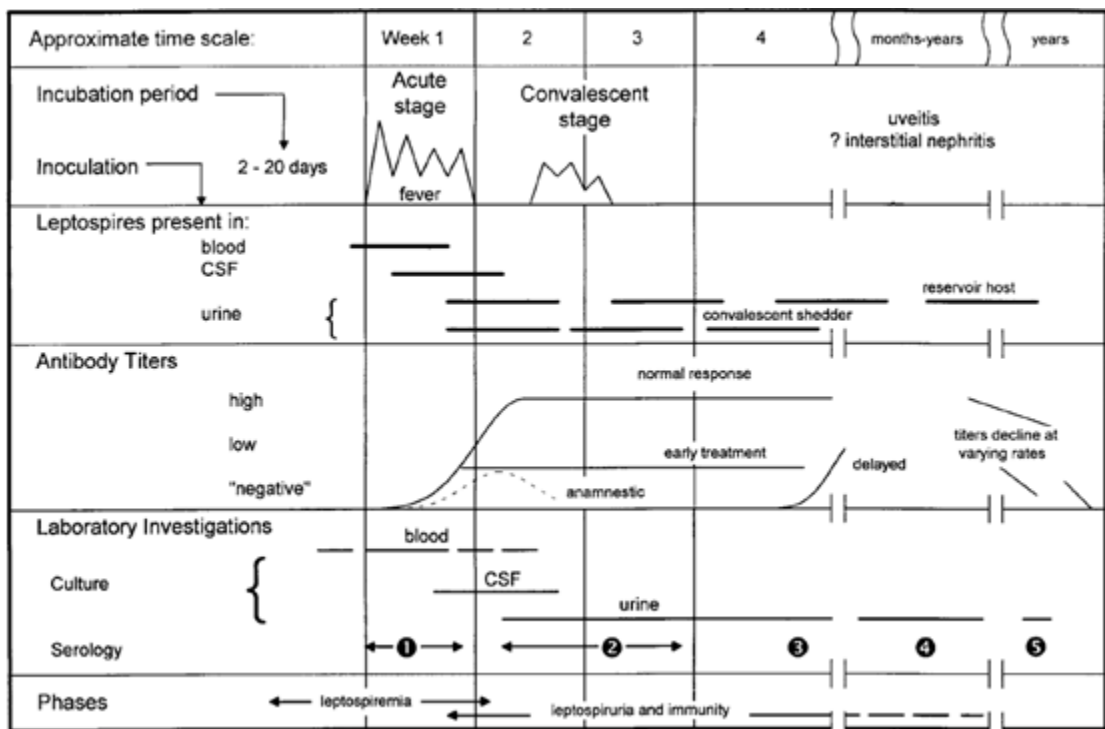 Approximate time scale: Week 1 2 3 4 months-years years
Incubation period
Acute stage
Convalescent stage
uveitis
? interstitial nephritis
Inoculation 2 - 20 days
fever
Leptospires present in:
blood
CSF
reservoir host
urine {
convalescent shedder
Antibody Titers
normal response
high
titers decline at varying rates
low
early treatment
delayed
"negative"
anamnestic
Laboratory Investigations
blood
Culture {
CSF
urine
Serology ❶ ❷ ❸ ❹ ❺
Phases
leptospiremia
leptospiruria and immunity